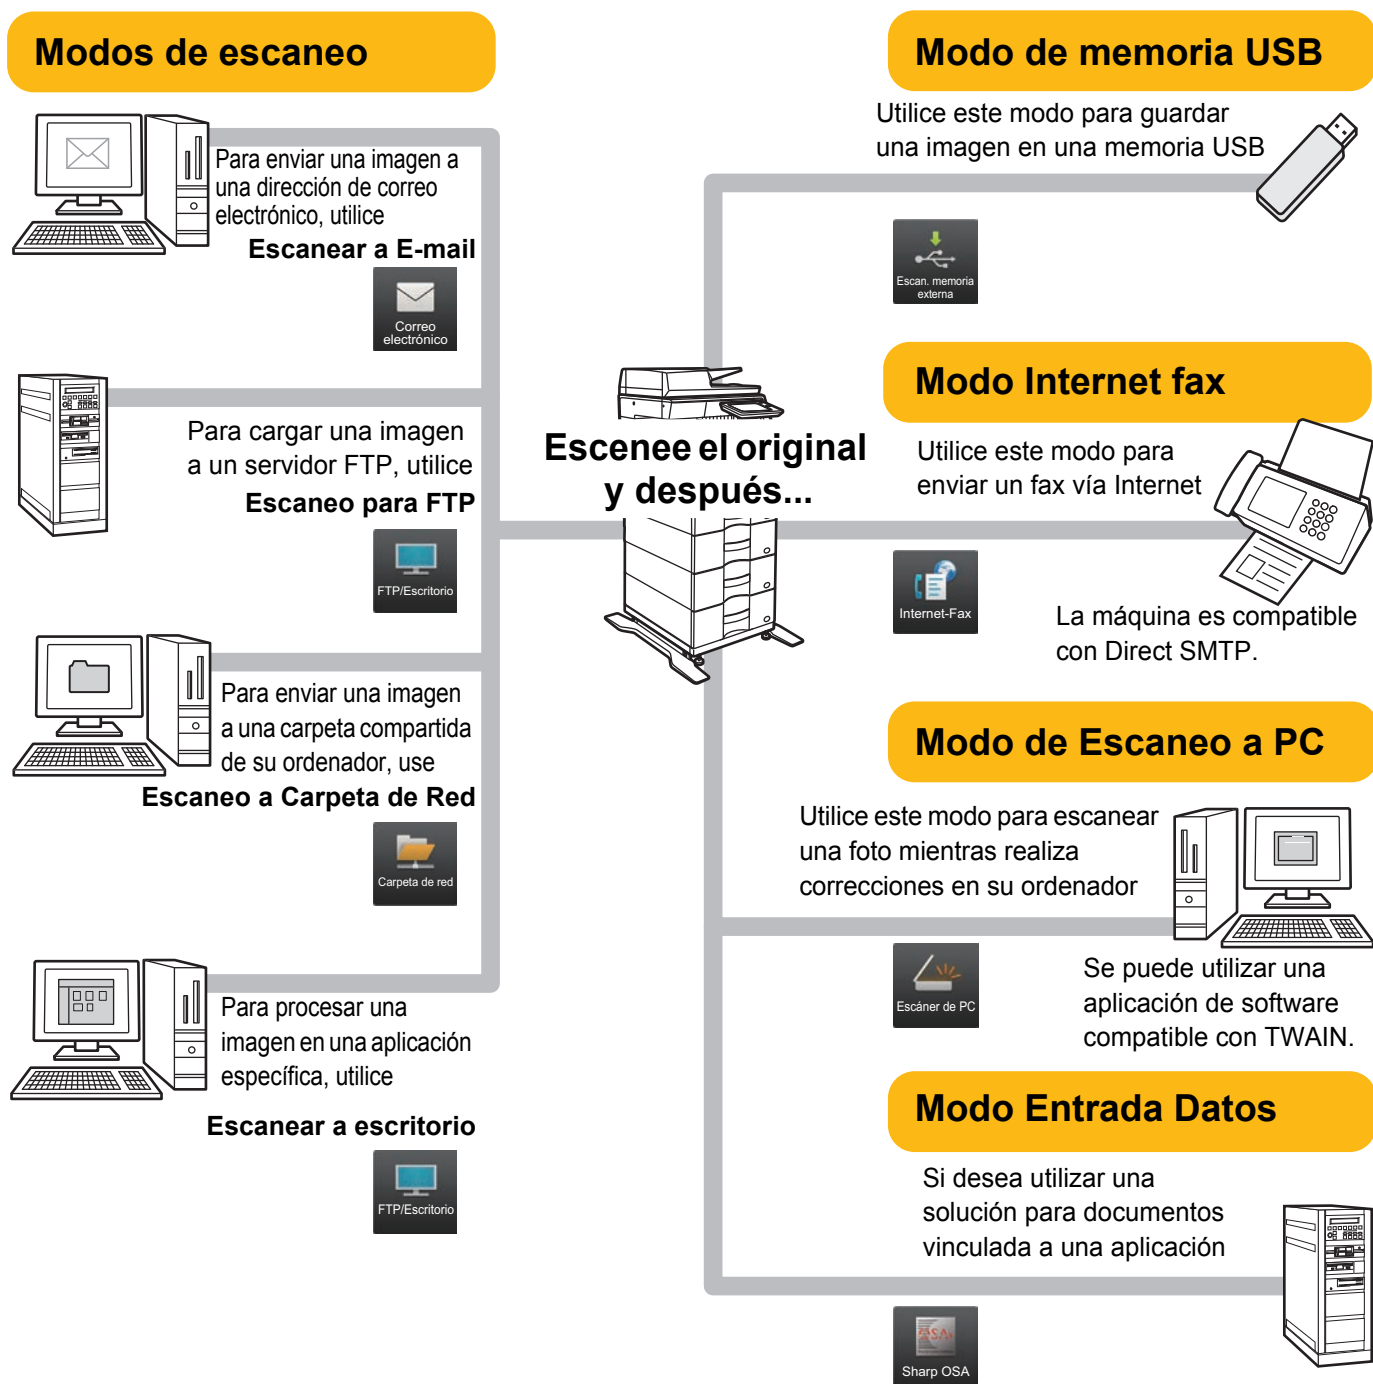 Modos de escaneo
Para enviar una imagen a
una dirección de correo
electrónico, utilice
Escanear a E-mail
Correo
electrónico
Para cargar una imagen
a un servidor FTP, utilice
Escaneo para FTP
FTP/Escritorio
Para enviar una imagen
a una carpeta compartida
de su ordenador, use
Escaneo a Carpeta de Red
Carpeta de red
Para procesar una
imagen en una aplicación
específica, utilice
Escanear a escritorio
FTP/Escritorio
Escenee el original
y después...
Modo de memoria USB
Utilice este modo para guardar
una imagen en una memoria USB
Escan. memoria
externa
Modo Internet fax
Utilice este modo para
enviar un fax vía Internet
Internet-Fax
La máquina es compatible
con Direct SMTP.
Modo de Escaneo a PC
Utilice este modo para escanear
una foto mientras realiza
correcciones en su ordenador
Escáner de PC
Se puede utilizar una
aplicación de software
compatible con TWAIN.
Modo Entrada Datos
Si desea utilizar una
solución para documentos
vinculada a una aplicación
Sharp OSA